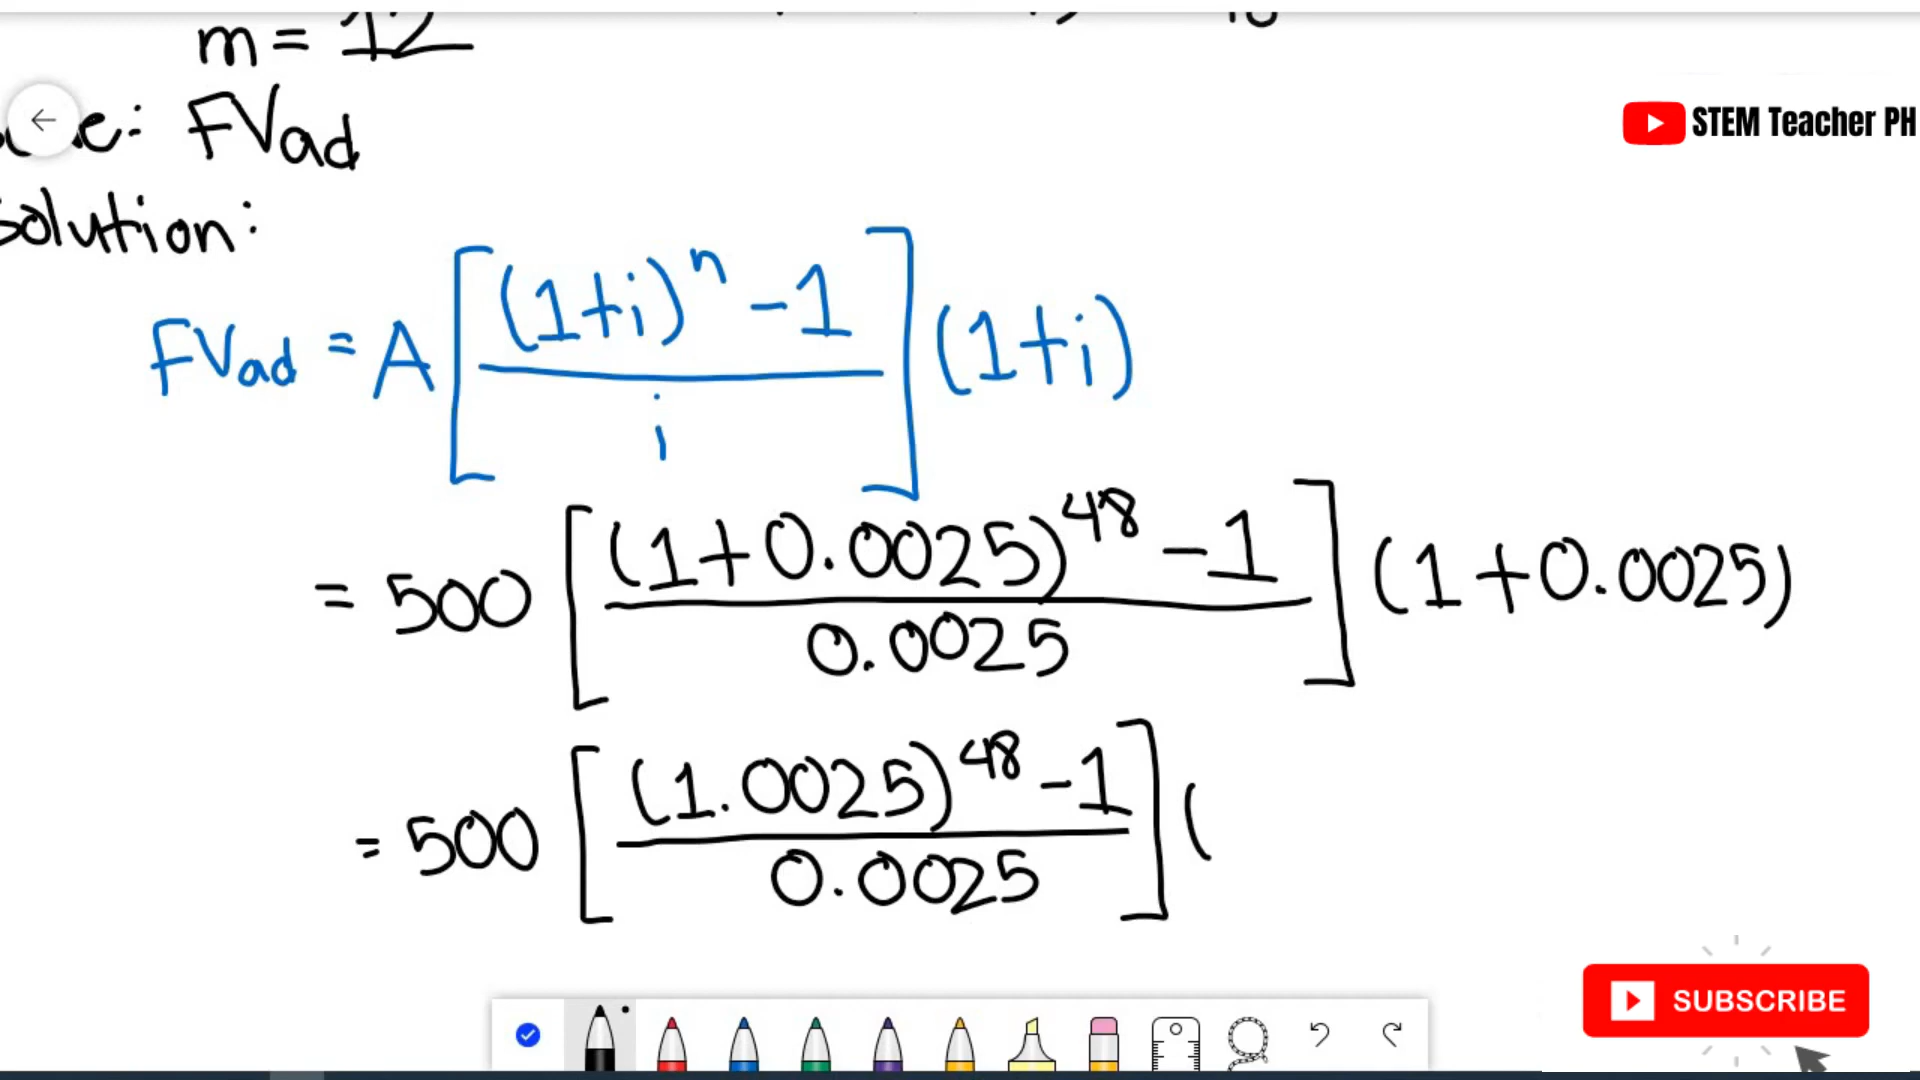 m = 12
STEM Teacher PH
e: FVad
Solution:
FVad = A [ ((1+i)^n - 1) / i ] (1+i)
= 500 [ ((1+0.0025)^48 - 1) / 0.0025 ] (1+0.0025)
= 500 [ ((1.0025)^48 - 1) / 0.0025 ] (
SUBSCRIBE